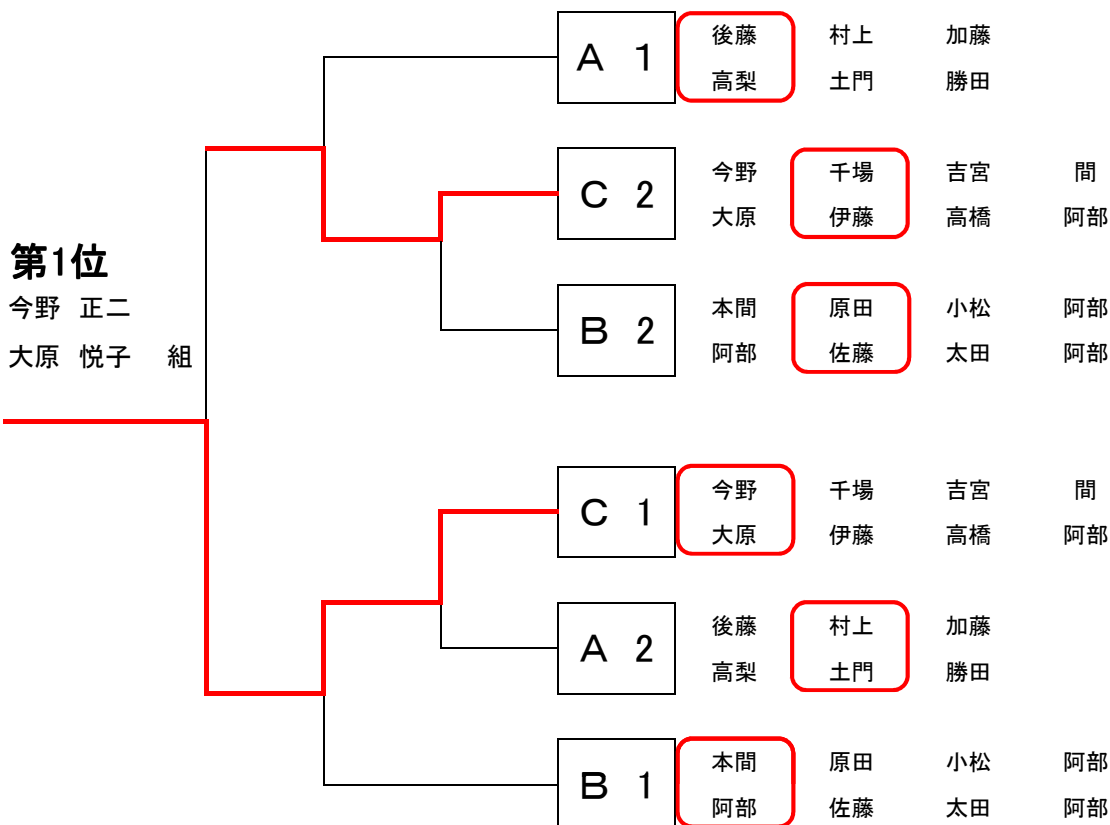 A 1 後藤 村上 加藤
高梨 土門 勝田
C 2 今野 千場 吉宮 間
大原 伊藤 高橋 阿部
第1位
今野 正二
大原 悦子 組
B 2 本間 原田 小松 阿部
阿部 佐藤 太田 阿部
C 1 今野 千場 吉宮 間
大原 伊藤 高橋 阿部
A 2 後藤 村上 加藤
高梨 土門 勝田
B 1 本間 原田 小松 阿部
阿部 佐藤 太田 阿部